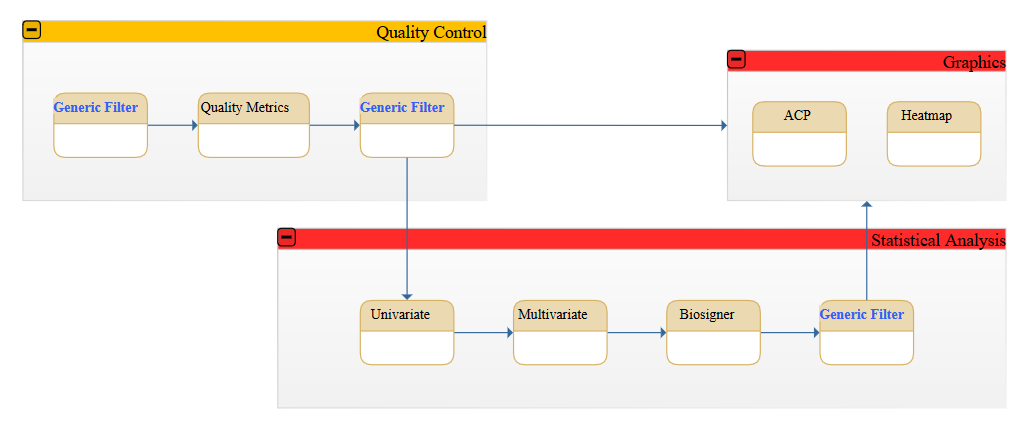 Quality Control
Generic Filter
Quality Metrics
Generic Filter
Graphics
ACP
Heatmap
Statistical Analysis
Univariate
Multivariate
Biosigner
Generic Filter